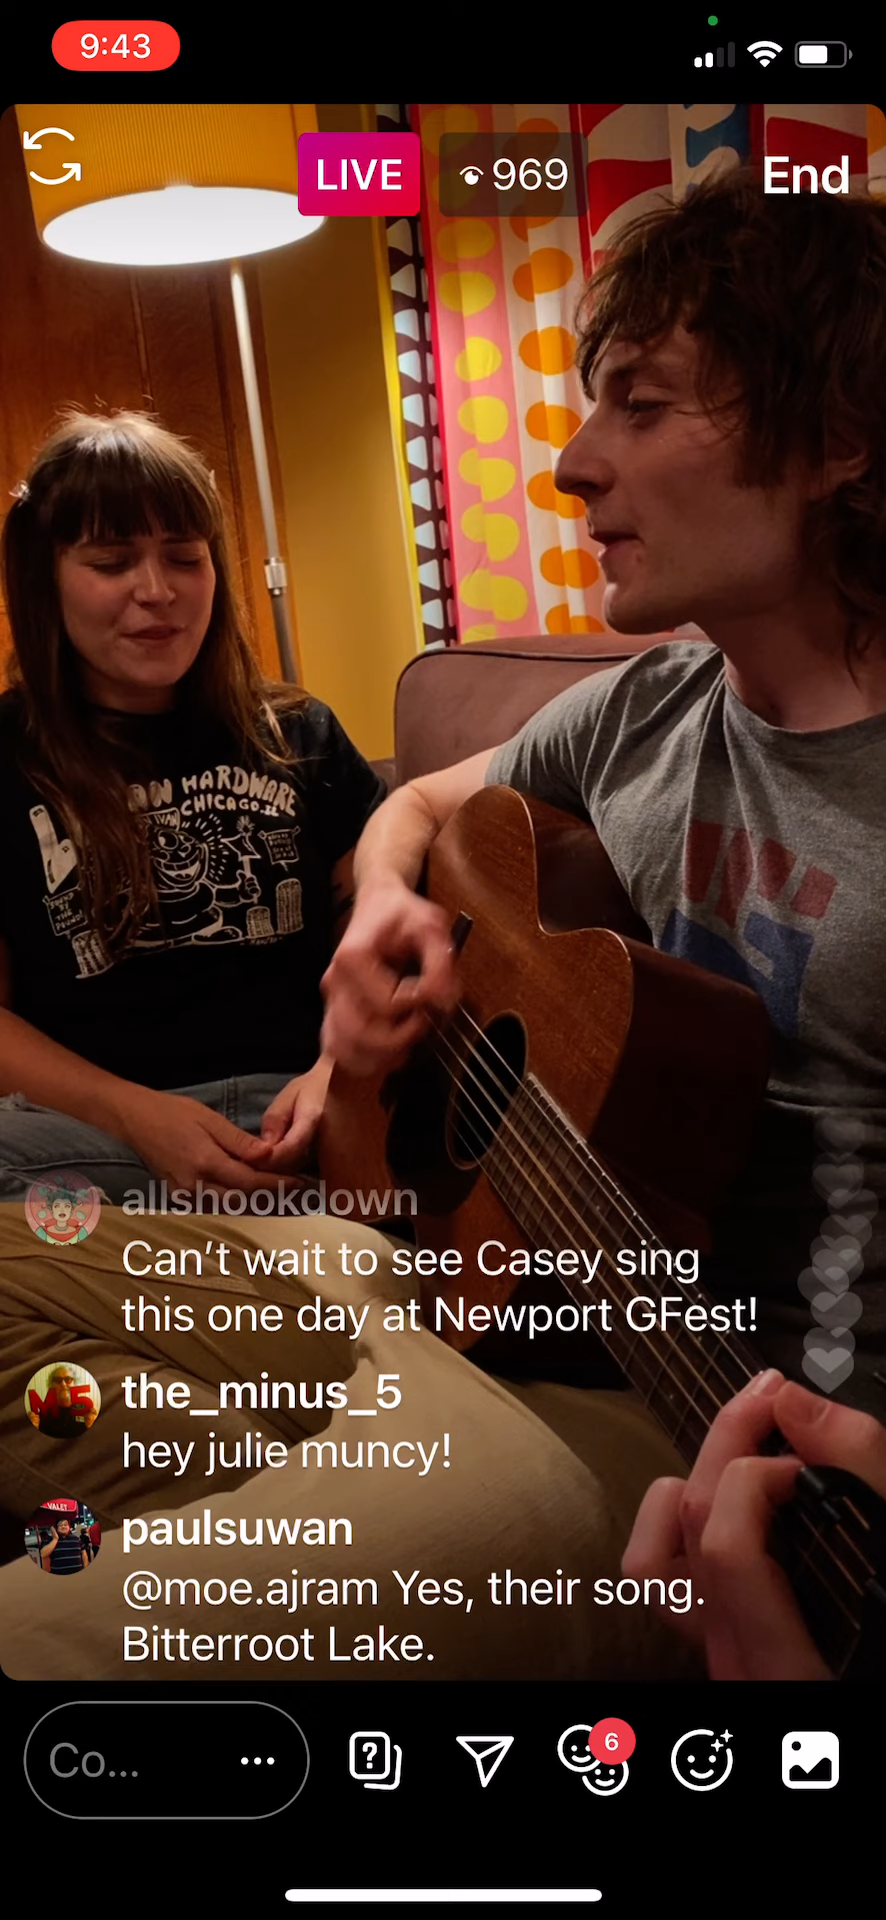 9:43
LIVE
969
End
HARDWARE
CHICAGO IL
allshookdown
Can’t wait to see Casey sing
this one day at Newport GFest!
the_minus_5
hey julie muncy!
paulsuwan
@moe.ajram Yes, their song.
Bitterroot Lake.
Co...
6